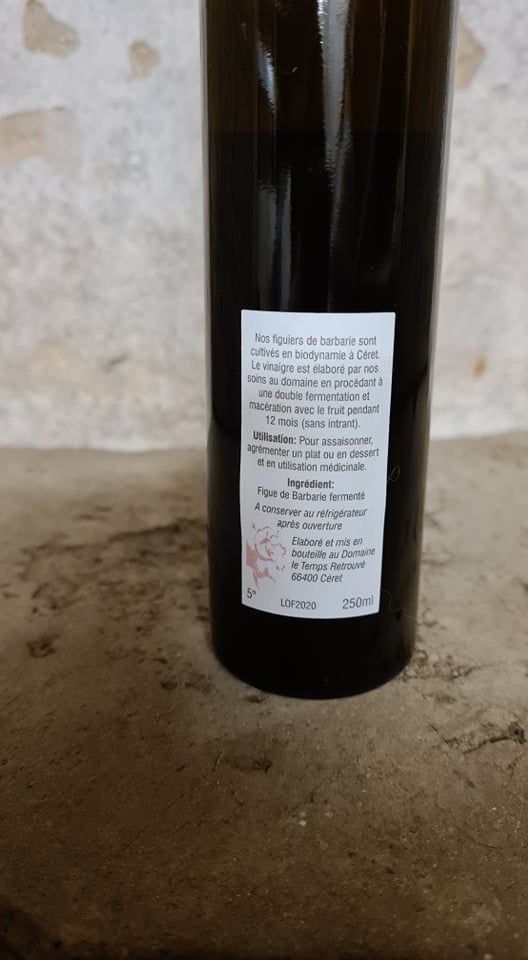 Nos figuiers de barbarie sont
cultivés en biodynamie à Céret.
Le vinaigre est élaboré par nos
soins au domaine en procédant à
une double fermentation et
macération avec le fruit pendant
12 mois (sans intrant).
Utilisation: Pour assaisonner,
agrémenter un plat ou en dessert
et en utilisation médicinale.
Ingrédient:
Figue de Barbarie fermenté
A conserver au réfrigérateur
après ouverture
Elaboré et mis en
bouteille au Domaine
le Temps Retrouvé
66400 Céret
5° LOF2020 250ml